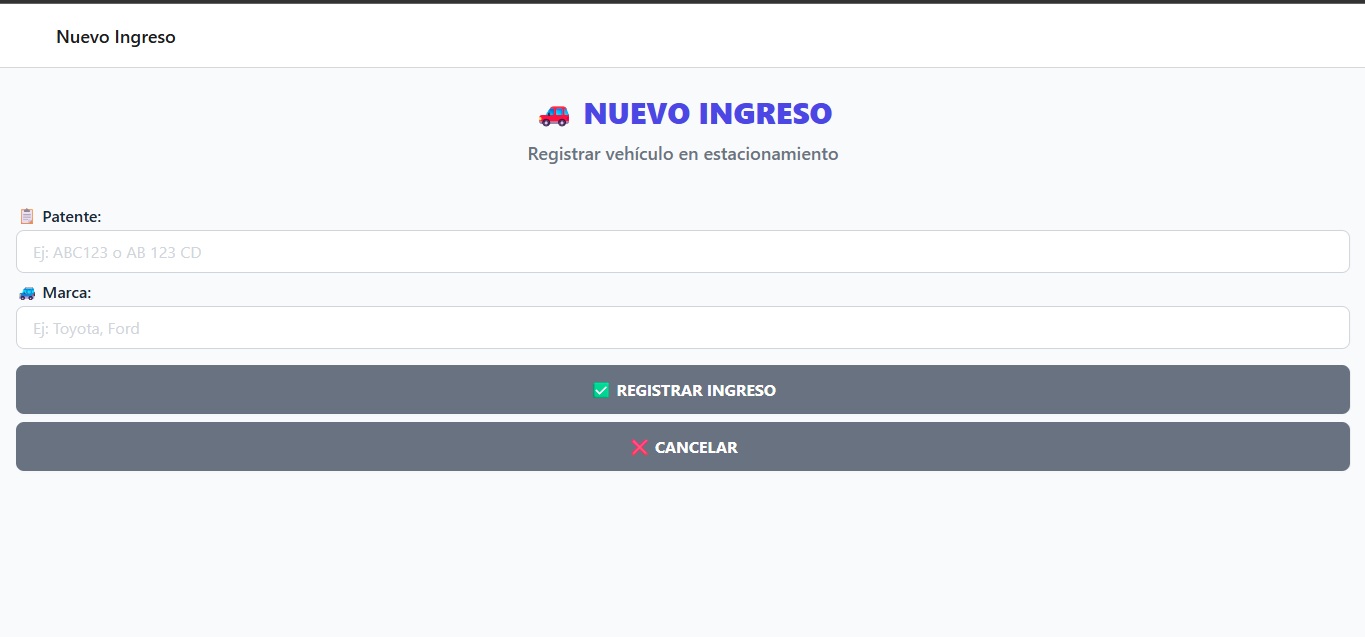 Nuevo Ingreso
🚗 NUEVO INGRESO
Registrar vehículo en estacionamiento
📋 Patente:
Ej: ABC123 o AB 123 CD
🚙 Marca:
Ej: Toyota, Ford
✅ REGISTRAR INGRESO
❌ CANCELAR